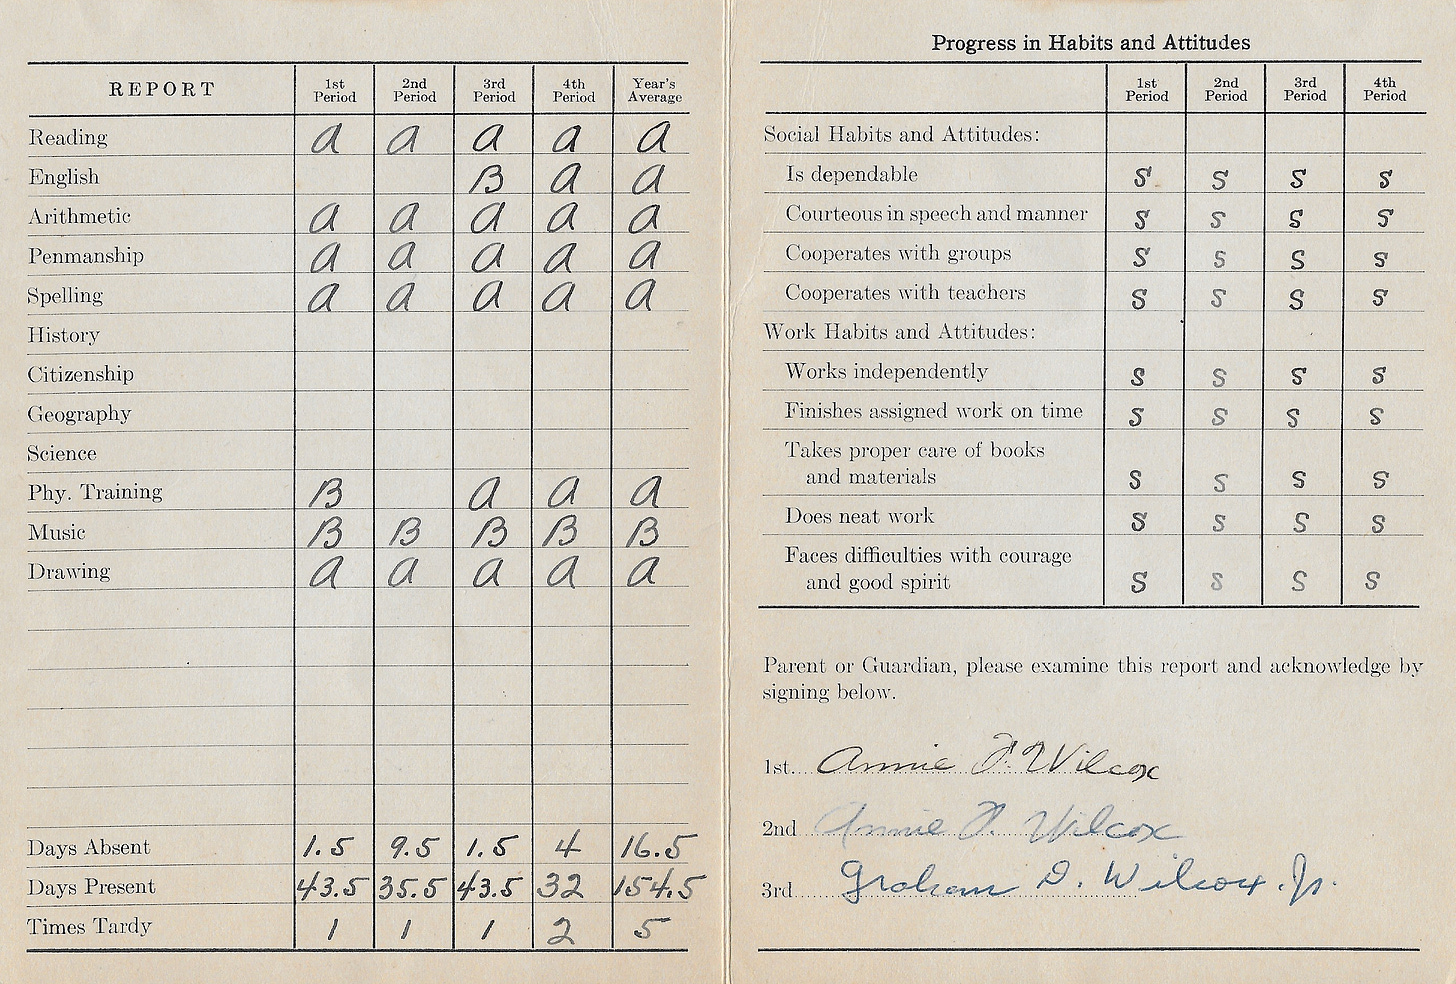 REPORT 1st Period 2nd Period 3rd Period 4th Period Year's Average
Reading a a a a a
English B a a
Arithmetic a a a a a
Penmanship a a a a a
Spelling a a a a a
History
Citizenship
Geography
Science
Phy. Training B a a a
Music B B B B B
Drawing a a a a a
Days Absent 1.5 9.5 1.5 4 16.5
Days Present 43.5 35.5 43.5 32 154.5
Times Tardy 1 1 1 2 5
Progress in Habits and Attitudes
1st Period 2nd Period 3rd Period 4th Period
Social Habits and Attitudes:
Is dependable S S S S
Courteous in speech and manner S S S S
Cooperates with groups S S S S
Cooperates with teachers S S S S
Work Habits and Attitudes:
Works independently S S S S
Finishes assigned work on time S S S S
Takes proper care of books
and materials S S S S
Does neat work S S S S
Faces difficulties with courage
and good spirit S S S S
Parent or Guardian, please examine this report and acknowledge by
signing below.
1st. Annie F. Wilcox
2nd Annie F. Wilcox
3rd Graham D. Wilcox. Jr.